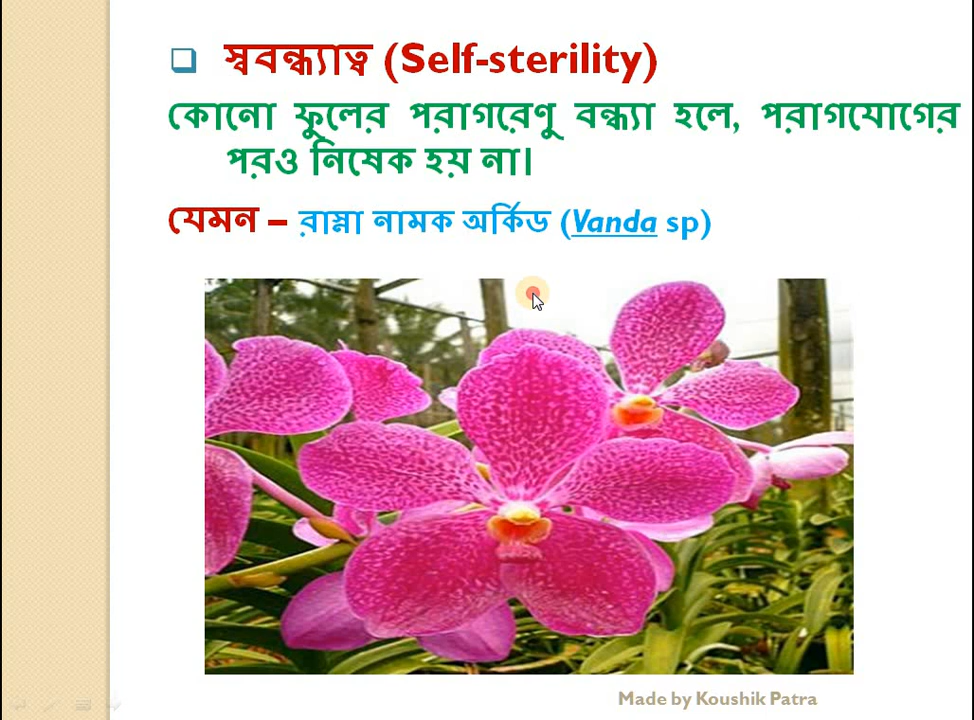 স্ববন্ধ্যাত্ব (Self-sterility)
কোনো ফুলের পরাগরেণু বন্ধ্যা হলে, পরাগযোগের
পরও নিষেক হয় না।
যেমন – রাস্না নামক অর্কিড (Vanda sp)
Made by Koushik Patra